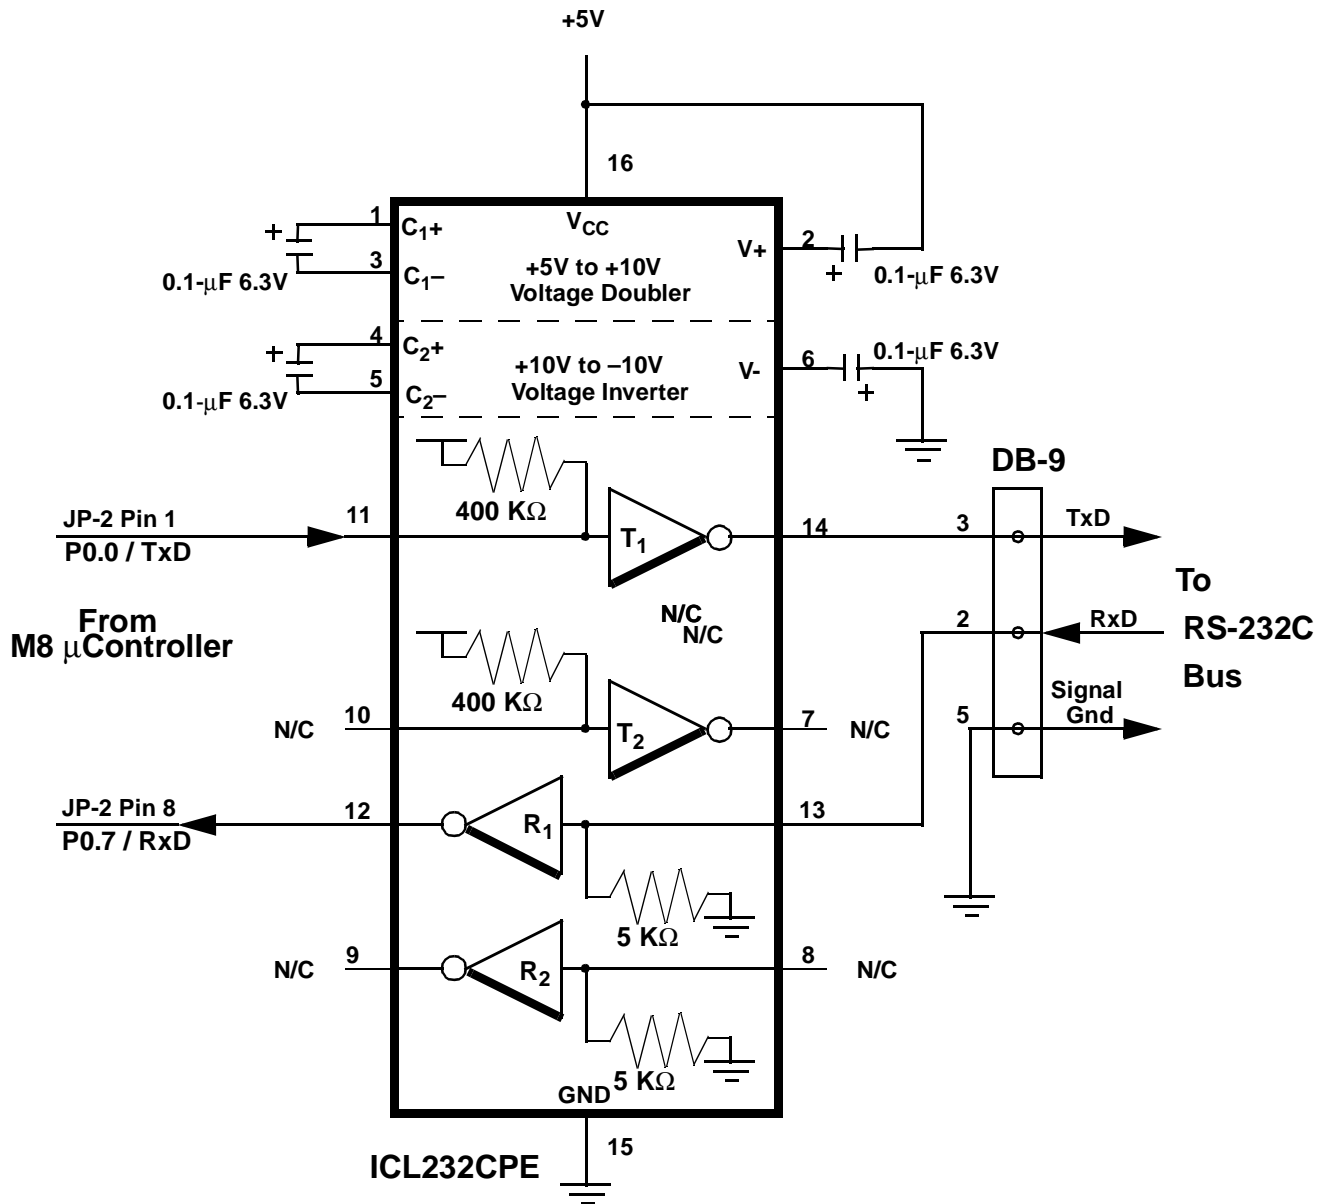 +5V
16
1
C1+
VCC
V+
2
+
3
C1–
+5V to +10V
Voltage Doubler
+
0.1-µF 6.3V
0.1-µF 6.3V
4
C2+
+
5
C2–
+10V to –10V
Voltage Inverter
V-
6
0.1-µF 6.3V
+
0.1-µF 6.3V
DB-9
400 KΩ
JP-2 Pin 1
P0.0 / TxD
11
T1
14
3
TxD
To
RS-232C
Bus
From
M8 µController
N/C
N/C
2
RxD
400 KΩ
Signal
Gnd
5
N/C
10
T2
7
N/C
JP-2 Pin 8
P0.7 / RxD
12
R1
13
5 KΩ
N/C
9
R2
8
N/C
5 KΩ
GND
15
ICL232CPE